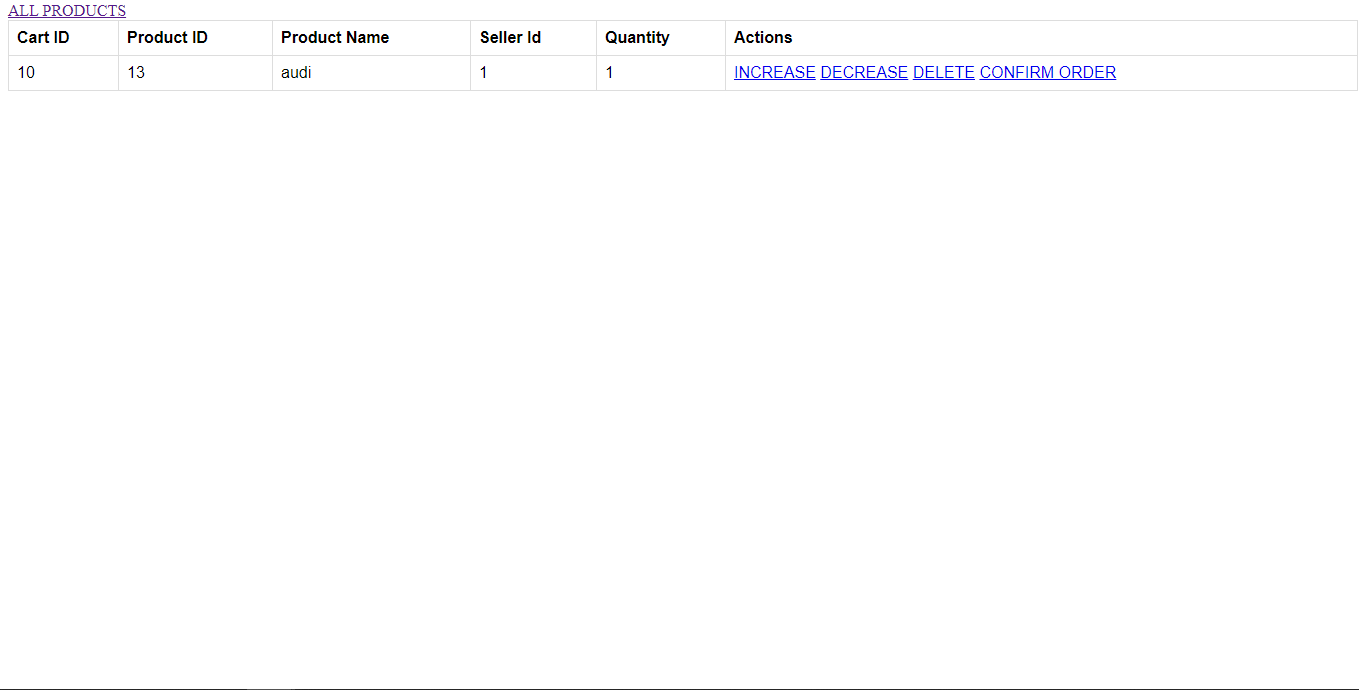 ALL PRODUCTS
Cart ID Product ID Product Name Seller Id Quantity Actions
10 13 audi 1 1 INCREASE DECREASE DELETE CONFIRM ORDER